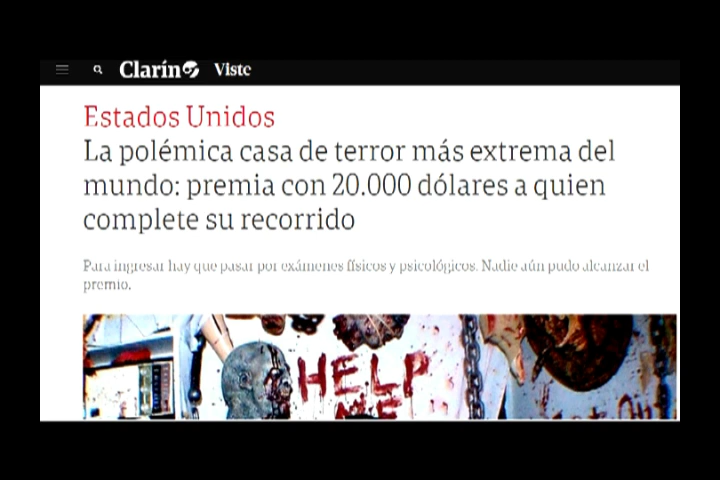 Clarín Viste
Estados Unidos
La polémica casa de terror más extrema del
mundo: premia con 20.000 dólares a quien
complete su recorrido
Para ingresar hay que pasar por exámenes físicos y psicológicos. Nadie aún pudo alcanzar el
premio.
HELP
ME